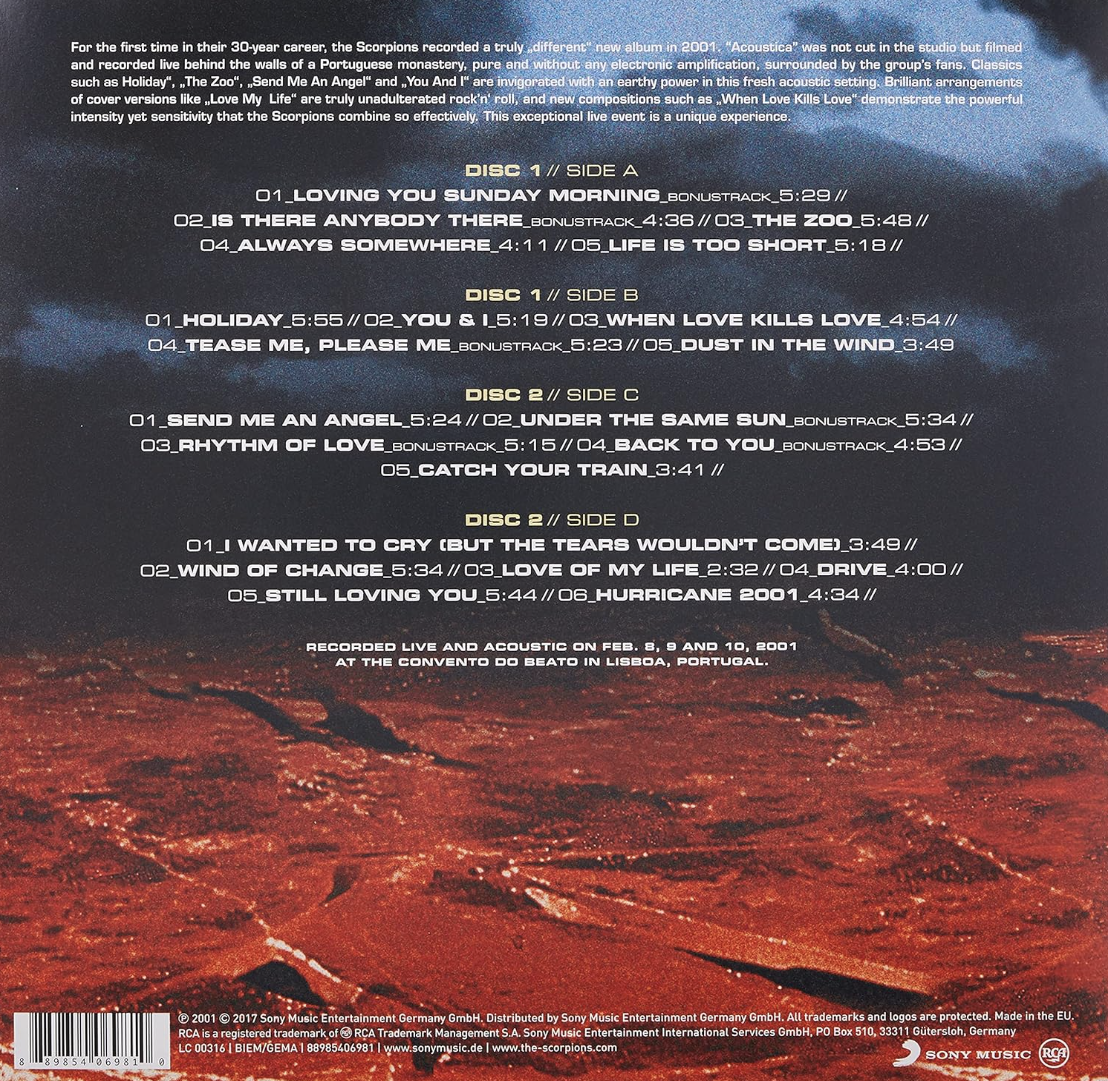 For the first time in their 30-year career, the Scorpions recorded a truly „different“ new album in 2001. “Acoustica” was not cut in the studio but filmed
and recorded live behind the walls of a Portuguese monastery, pure and without any electronic amplification, surrounded by the group's fans. Classics
such as Holiday“, „The Zoo“, „Send Me An Angel“ and „You And I“ are invigorated with an earthy power in this fresh acoustic setting. Brilliant arrangements
of cover versions like „Love My Life“ are truly unadulterated rock'n' roll, and new compositions such as „When Love Kills Love“ demonstrate the powerful
intensity yet sensitivity that the Scorpions combine so effectively. This exceptional live event is a unique experience.
DISC 1 // SIDE A
01_LOVING YOU SUNDAY MORNING_BONUSTRACK_5:29 //
02_IS THERE ANYBODY THERE_BONUSTRACK_4:36 // 03_THE ZOO_5:48 //
04_ALWAYS SOMEWHERE_4:11 // 05_LIFE IS TOO SHORT_5:18 //
DISC 1 // SIDE B
01_HOLIDAY_5:55 // 02_YOU & I_5:19 // 03_WHEN LOVE KILLS LOVE_4:54 //
04_TEASE ME, PLEASE ME_BONUSTRACK_5:23 // 05_DUST IN THE WIND_3:49
DISC 2 // SIDE C
01_SEND ME AN ANGEL_5:24 // 02_UNDER THE SAME SUN_BONUSTRACK_5:34 //
03_RHYTHM OF LOVE_BONUSTRACK_5:15 // 04_BACK TO YOU_BONUSTRACK_4:53 //
05_CATCH YOUR TRAIN_3:41 //
DISC 2 // SIDE D
01_I WANTED TO CRY (BUT THE TEARS WOULDN'T COME)_3:49 //
02_WIND OF CHANGE_5:34 // 03_LOVE OF MY LIFE_2:32 // 04_DRIVE_4:00 //
05_STILL LOVING YOU_5:44 // 06_HURRICANE 2001_4:34 //
RECORDED LIVE AND ACOUSTIC ON FEB. 8, 9 AND 10, 2001
AT THE CONVENTO DO BEATO IN LISBOA, PORTUGAL.
℗ 2001 © 2017 Sony Music Entertainment Germany GmbH. Distributed by Sony Music Entertainment Germany GmbH. All trademarks and logos are protected. Made in the EU.
RCA is a registered trademark of RCA RCA Trademark Management S.A. Sony Music Entertainment International Services GmbH, PO Box 510, 33311 Gütersloh, Germany
LC 00316 | BIEM/GEMA | 88985406981 | www.sonymusic.de | www.the-scorpions.com
8 89854 06981 0
SONY MUSIC RCA